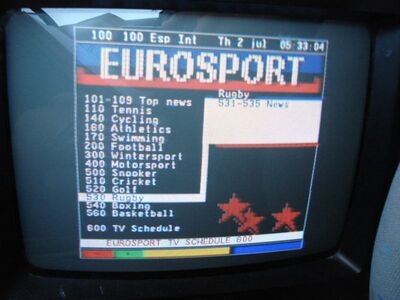 100 100 Esp Int Th 2 jul 05:33:04
EUROSPORT
Rugby
531-535 News
101-109 Top news
110 Tennis
140 Cycling
160 Athletics
170 Swimming
200 Football
300 Wintersport
400 Motorsport
500 Snooker
510 Cricket
520 Golf
530 Rugby
540 Boxing
560 Basketball
600 TV Schedule
EUROSPORT TV SCHEDULE 600